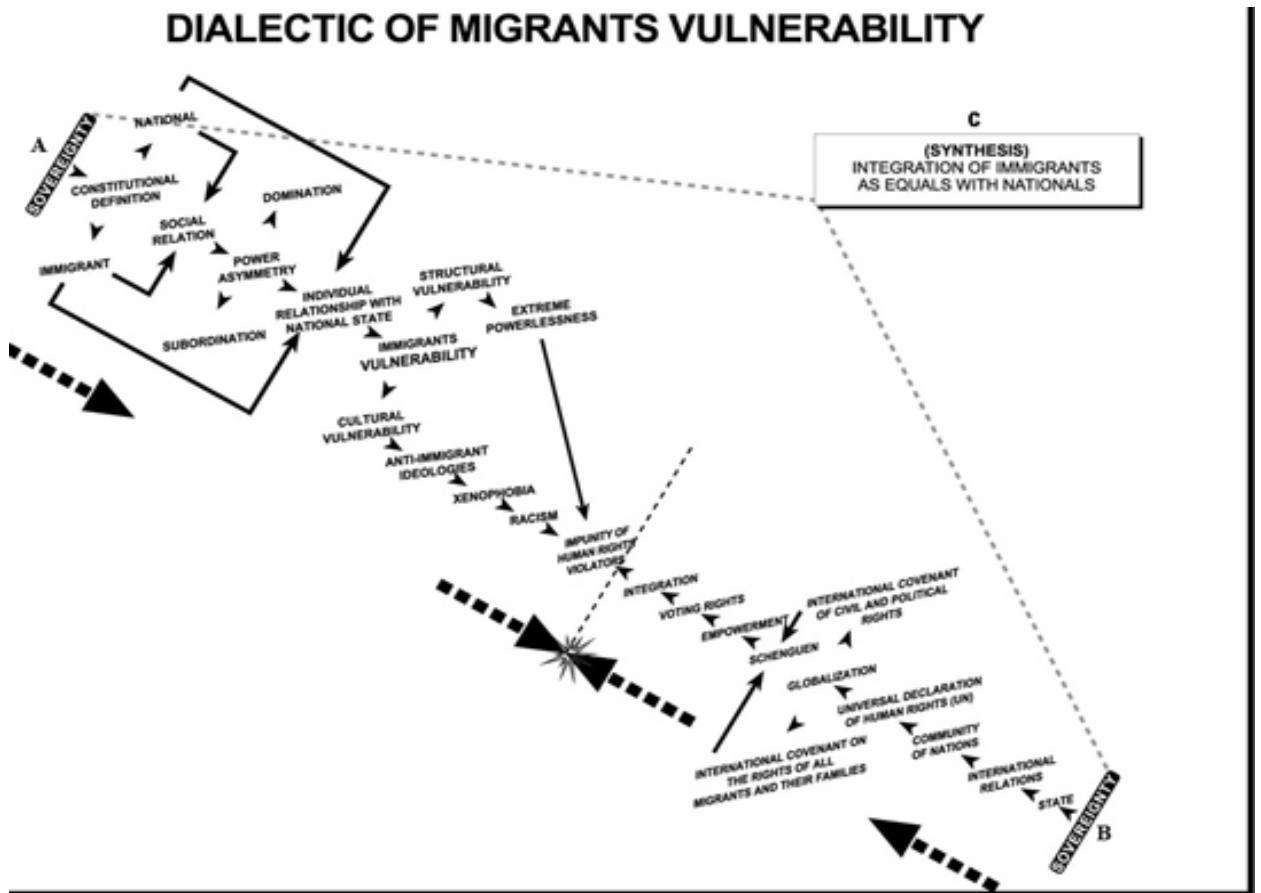 DIALECTIC OF MIGRANTS VULNERABILITY
A
SOVEREIGNTY
NATIONAL
CONSTITUTIONAL
DEFINITION
IMMIGRANT
SOCIAL
RELATION
DOMINATION
POWER
ASYMMETRY
SUBORDINATION
INDIVIDUAL
RELATIONSHIP WITH
NATIONAL STATE
STRUCTURAL
VULNERABILITY
EXTREME
POWERLESSNESS
IMMIGRANTS
VULNERABILITY
CULTURAL
VULNERABILITY
ANTI-IMMIGRANT
IDEOLOGIES
XENOPHOBIA
RACISM
IMPUNITY OF
HUMAN RIGHTS
VIOLATORS
C
(SYNTHESIS)
INTEGRATION OF IMMIGRANTS
AS EQUALS WITH NATIONALS
INTEGRATION
VOTING RIGHTS
EMPOWERMENT
SCHENGUEN
INTERNATIONAL COVENANT
OF CIVIL AND POLITICAL
RIGHTS
GLOBALIZATION
UNIVERSAL DECLARATION
OF HUMAN RIGHTS (UN)
INTERNATIONAL COVENANT ON
THE RIGHTS OF ALL
MIGRANTS AND THEIR FAMILIES
COMMUNITY
OF NATIONS
INTERNATIONAL
RELATIONS
STATE
SOVEREIGNTY
B